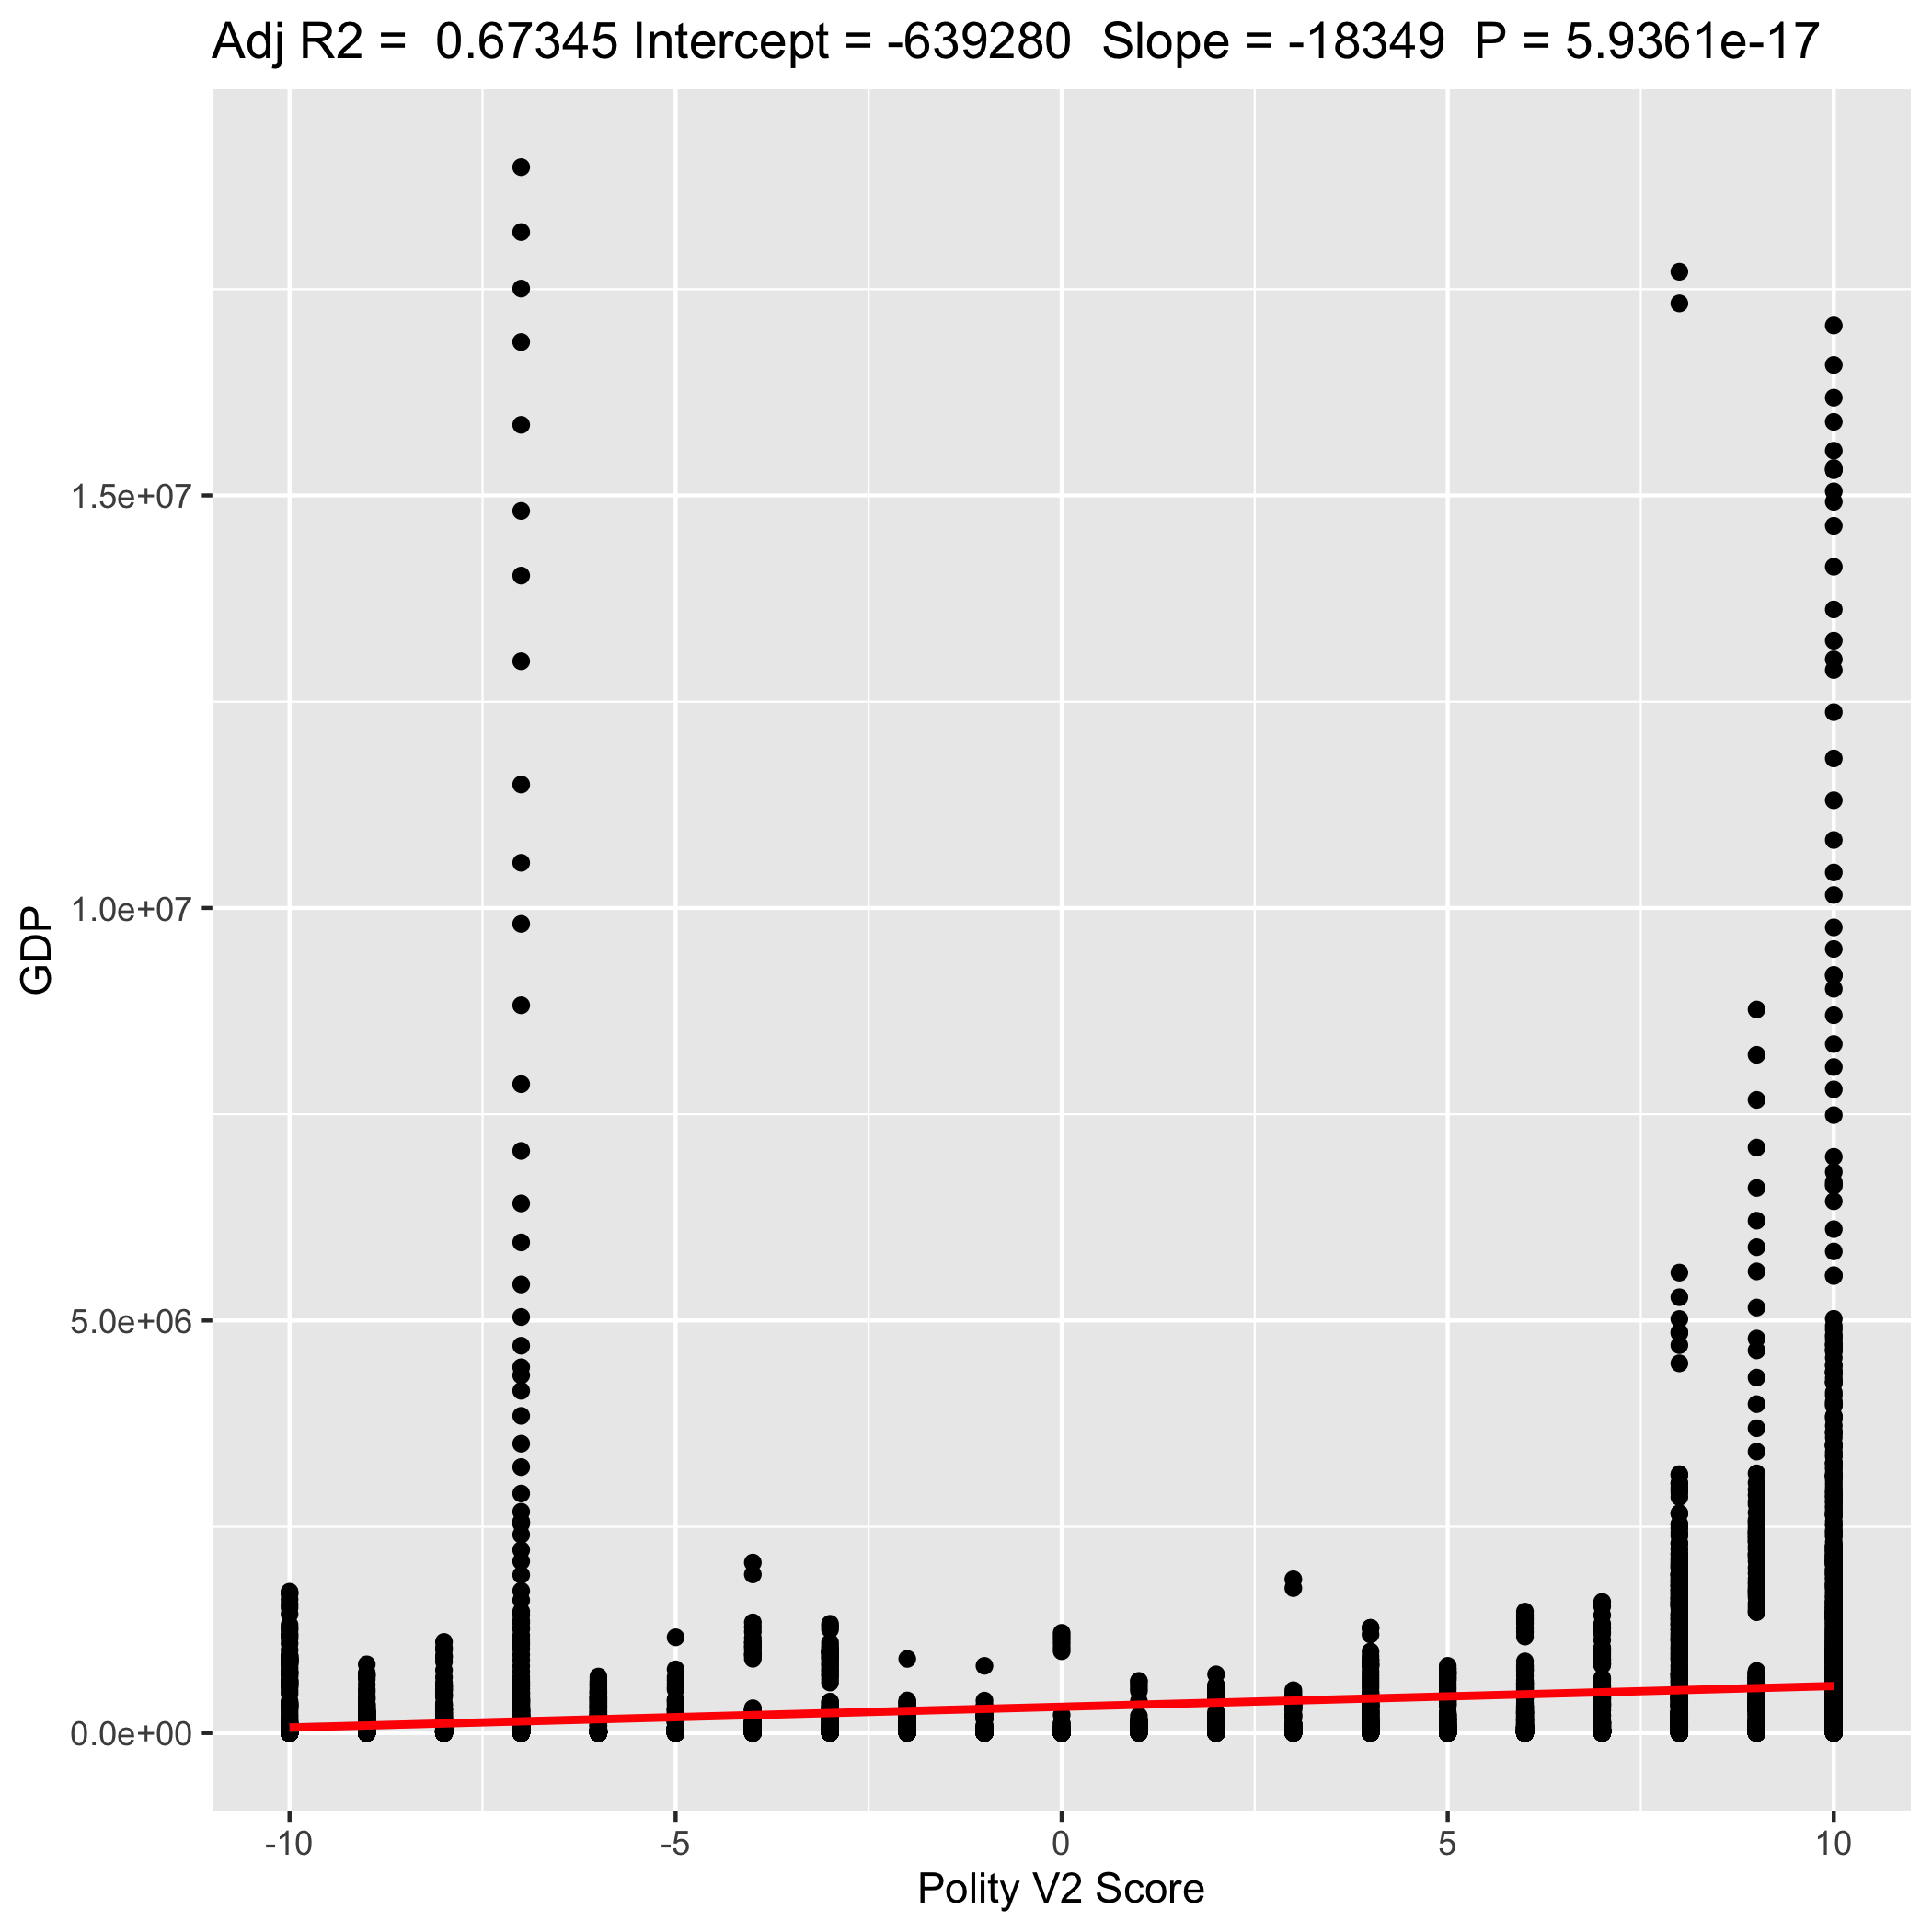 Adj R2 =  0.67345 Intercept = -639280  Slope = -18349  P = 5.9361e-17
1.5e+07
1.0e+07
5.0e+06
0.0e+00
GDP
-10
-5
0
5
10
Polity V2 Score